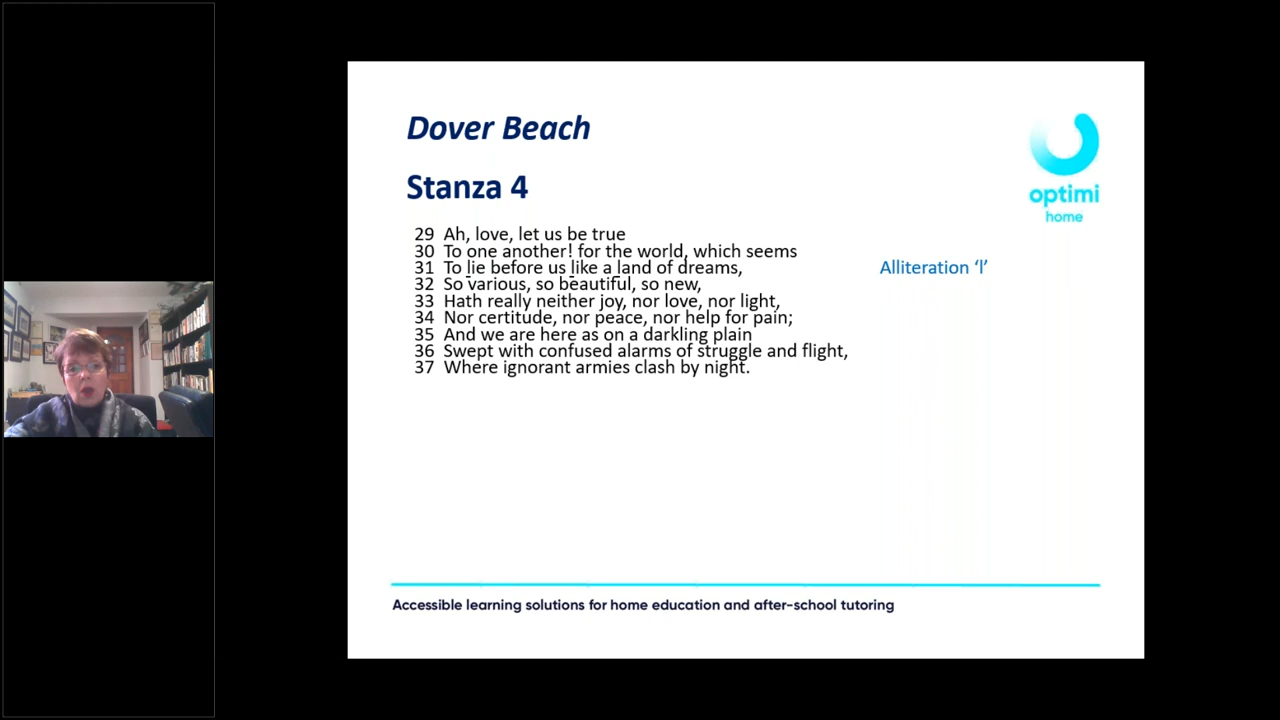 Dover Beach
optimi
home
Stanza 4
29 Ah, love, let us be true
30 To one another! for the world, which seems
31 To lie before us like a land of dreams,
Alliteration ‘l’
32 So various, so beautiful, so new,
33 Hath really neither joy, nor love, nor light,
34 Nor certitude, nor peace, nor help for pain;
35 And we are here as on a darkling plain
36 Swept with confused alarms of struggle and flight,
37 Where ignorant armies clash by night.
Accessible learning solutions for home education and after-school tutoring